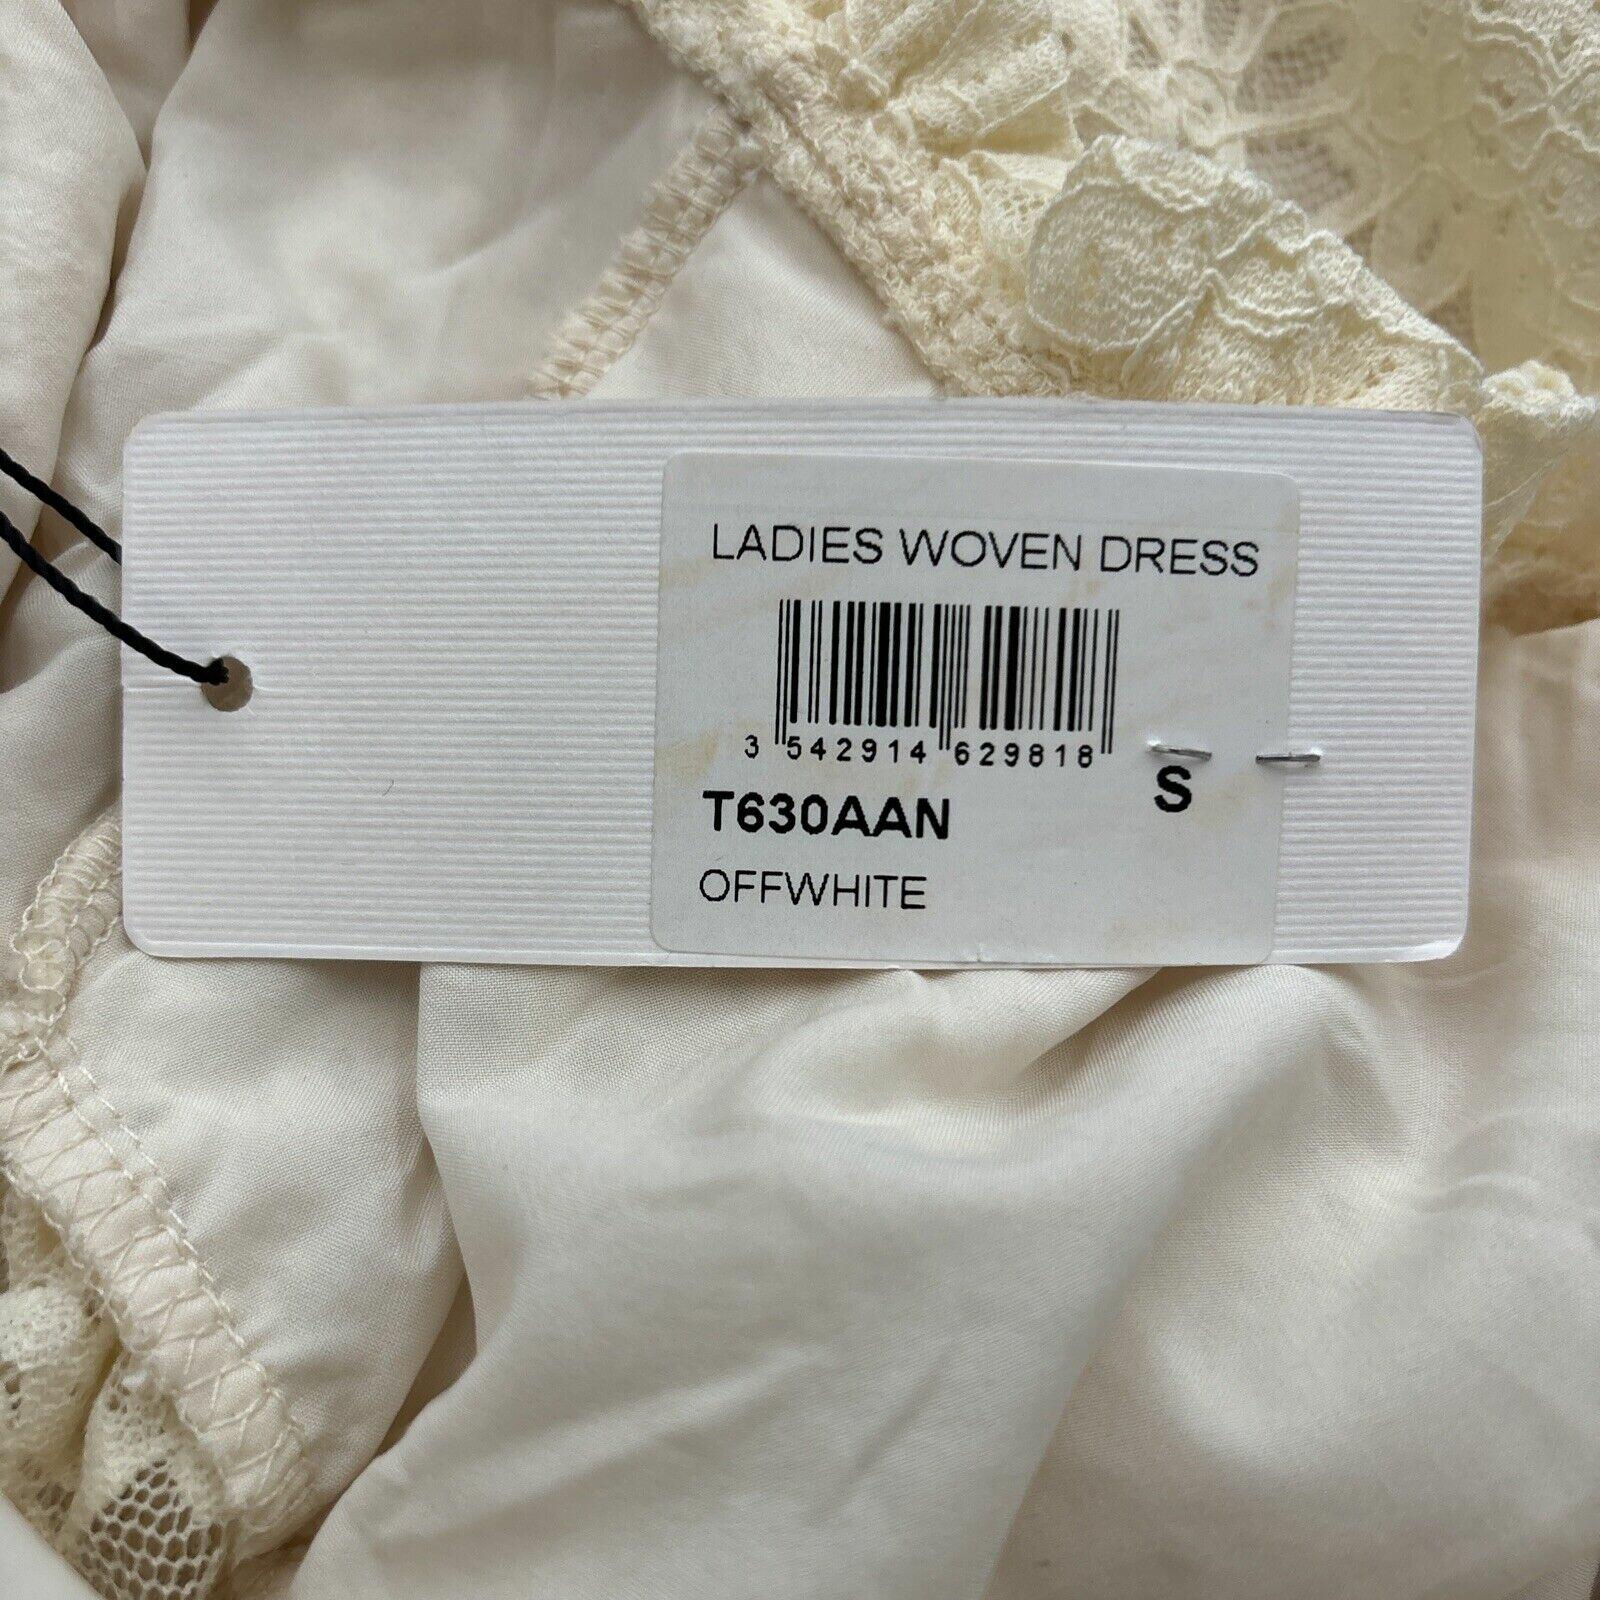 LADIES WOVEN DRESS
3 542914 629818
S
T630AAN
OFFWHITE